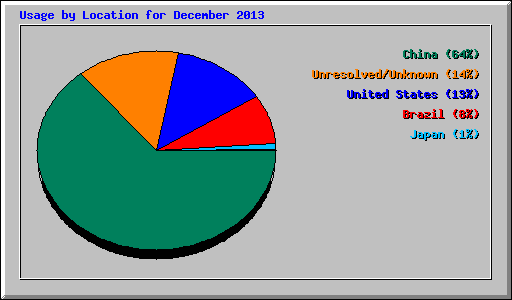 Usage by Location for December 2013
China (64%)
Unresolved/Unknown (14%)
United States (13%)
Brazil (8%)
Japan (1%)